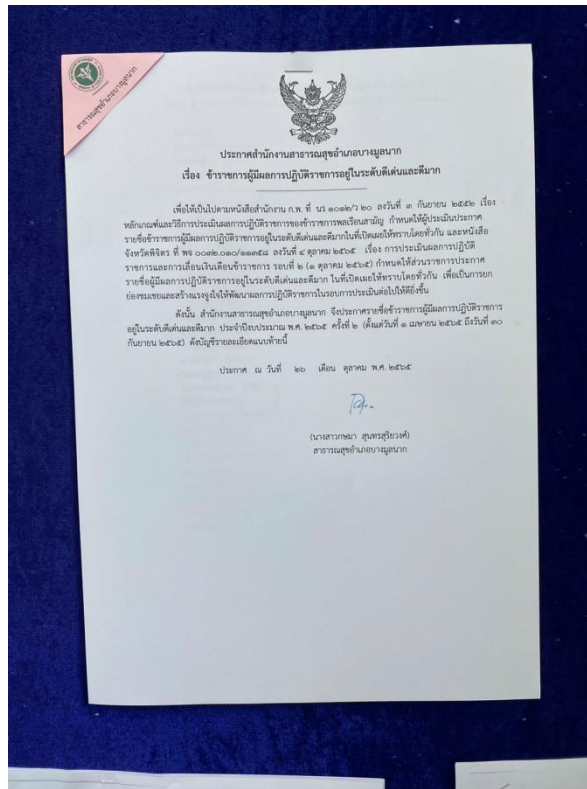 สาธารณสุขอำเภอบางมูลนาก
ประกาศสำนักงานสาธารณสุขอำเภอบางมูลนาก
เรื่อง ข้าราชการผู้มีผลการปฏิบัติราชการอยู่ในระดับดีเด่นและดีมาก
เพื่อให้เป็นไปตามหนังสือสำนักงาน ก.พ. ที่ นร ๑๐๑๒/ว ๒๐ ลงวันที่ ๓ กันยายน ๒๕๕๒ เรื่อง
หลักเกณฑ์และวิธีการประเมินผลการปฏิบัติราชการของข้าราชการพลเรือนสามัญ กำหนดให้ผู้ประเมินประกาศ
รายชื่อข้าราชการผู้มีผลการปฏิบัติราชการอยู่ในระดับดีเด่นและดีมากในที่เปิดเผยให้ทราบโดยทั่วกัน และหนังสือ
จังหวัดพิจิตร ที่ พจ ๐๐๓๒.๐๑๐/๑๑๓๕๘ ลงวันที่ ๔ ตุลาคม ๒๕๖๕ เรื่อง การประเมินผลการปฏิบัติ
ราชการและการเลื่อนเงินเดือนข้าราชการ รอบที่ ๒ (๑ ตุลาคม ๒๕๖๕) กำหนดให้ส่วนราชการประกาศ
รายชื่อผู้มีผลการปฏิบัติราชการอยู่ในระดับดีเด่นและดีมาก ในที่เปิดเผยให้ทราบโดยทั่วกัน เพื่อเป็นการยก
ย่องชมเชยและสร้างแรงจูงใจให้พัฒนาผลการปฏิบัติราชการในรอบการประเมินต่อไปให้ดียิ่งขึ้น
ดังนั้น สำนักงานสาธารณสุขอำเภอบางมูลนาก จึงประกาศรายชื่อข้าราชการผู้มีผลการปฏิบัติราชการ
อยู่ในระดับดีเด่นและดีมาก ประจำปีงบประมาณ พ.ศ. ๒๕๖๕ ครั้งที่ ๒ (ตั้งแต่วันที่ ๑ เมษายน ๒๕๖๕ ถึงวันที่ ๓๐
กันยายน ๒๕๖๕) ดังบัญชีรายละเอียดแนบท้ายนี้
ประกาศ ณ วันที่ ๒๖ เดือน ตุลาคม พ.ศ. ๒๕๖๕
(นางสาวกษมา สุนทรสุริยวงศ์)
สาธารณสุขอำเภอบางมูลนาก